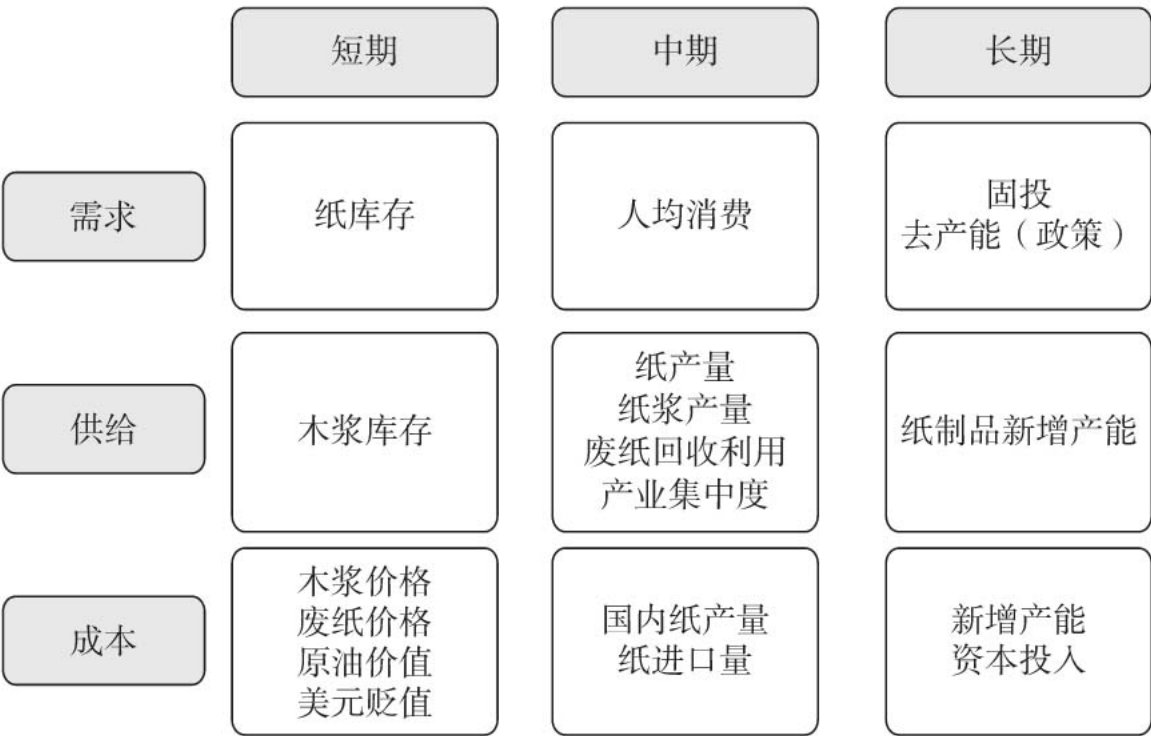 短期
中期
长期
需求
纸库存
人均消费
固投
去产能（政策）
供给
木浆库存
纸产量
纸浆产量
废纸回收利用
产业集中度
纸制品新增产能
成本
木浆价格
废纸价格
原油价值
美元贬值
国内纸产量
纸进口量
新增产能
资本投入